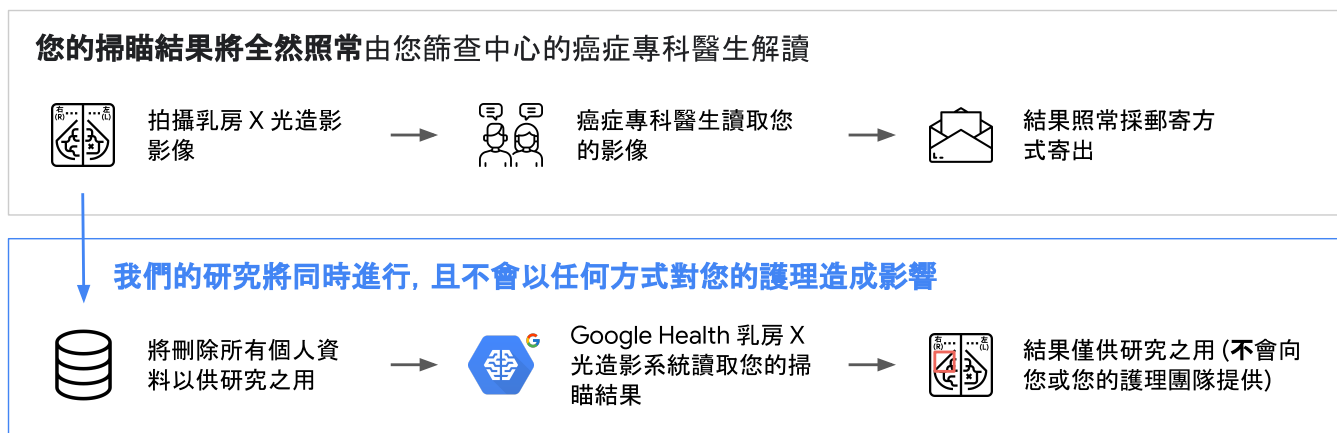 您的掃瞄結果將全然照常由您篩查中心的癌症專科醫生解讀
右 左
(R) (L)
拍攝乳房 X 光造影
影像
癌症專科醫生讀取您
的影像
結果照常採郵寄方
式寄出
我們的研究將同時進行, 且不會以任何方式對您的護理造成影響
將刪除所有個人資
料以供研究之用
G
Google Health 乳房 X
光造影系統讀取您的掃
瞄結果
右 左
(R) (L)
結果僅供研究之用 (不會向
您或您的護理團隊提供)